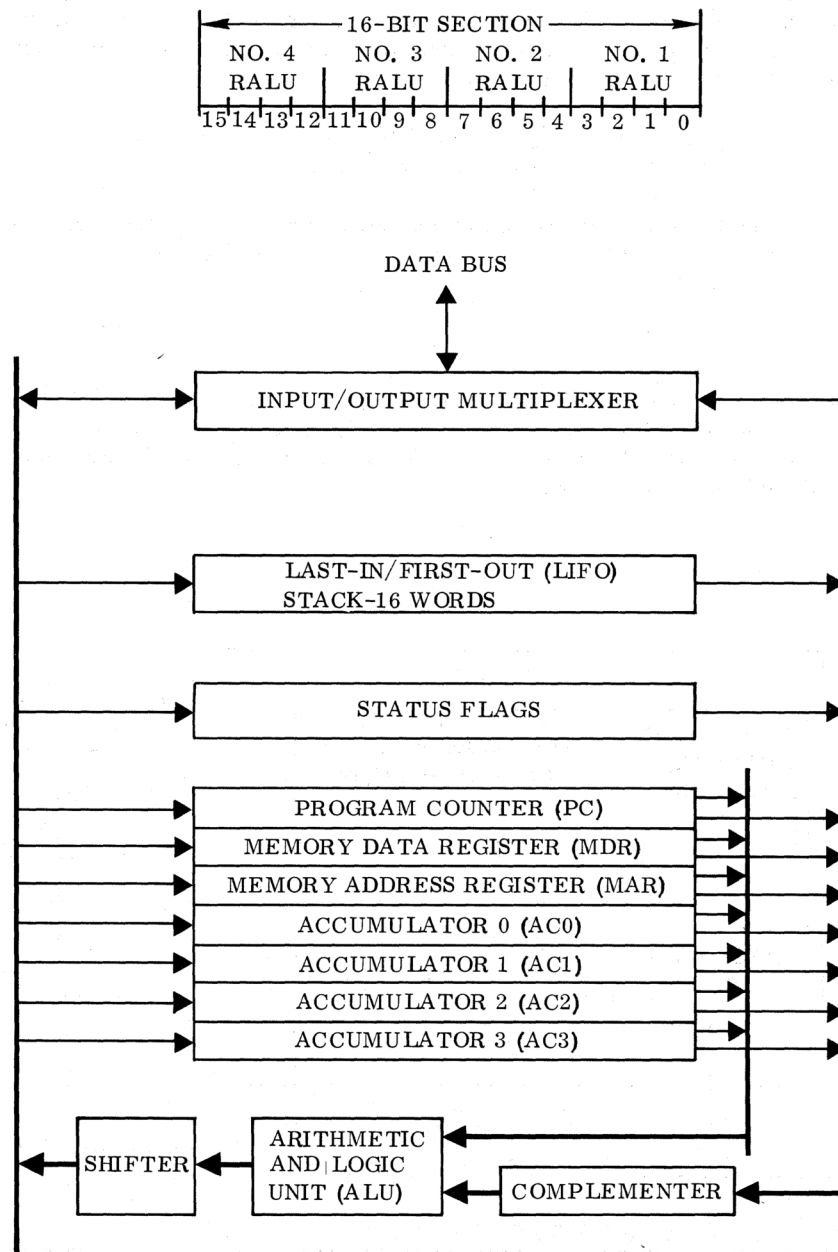 16-BIT SECTION
NO. 4 NO. 3 NO. 2 NO. 1
RALU RALU RALU RALU
15 14 13 12 11 10 9 8 7 6 5 4 3 2 1 0
DATA BUS
INPUT/OUTPUT MULTIPLEXER
LAST-IN/FIRST-OUT (LIFO)
STACK-16 WORDS
STATUS FLAGS
PROGRAM COUNTER (PC)
MEMORY DATA REGISTER (MDR)
MEMORY ADDRESS REGISTER (MAR)
ACCUMULATOR 0 (AC0)
ACCUMULATOR 1 (AC1)
ACCUMULATOR 2 (AC2)
ACCUMULATOR 3 (AC3)
SHIFTER
ARITHMETIC
AND LOGIC
UNIT (ALU)
COMPLEMENTER